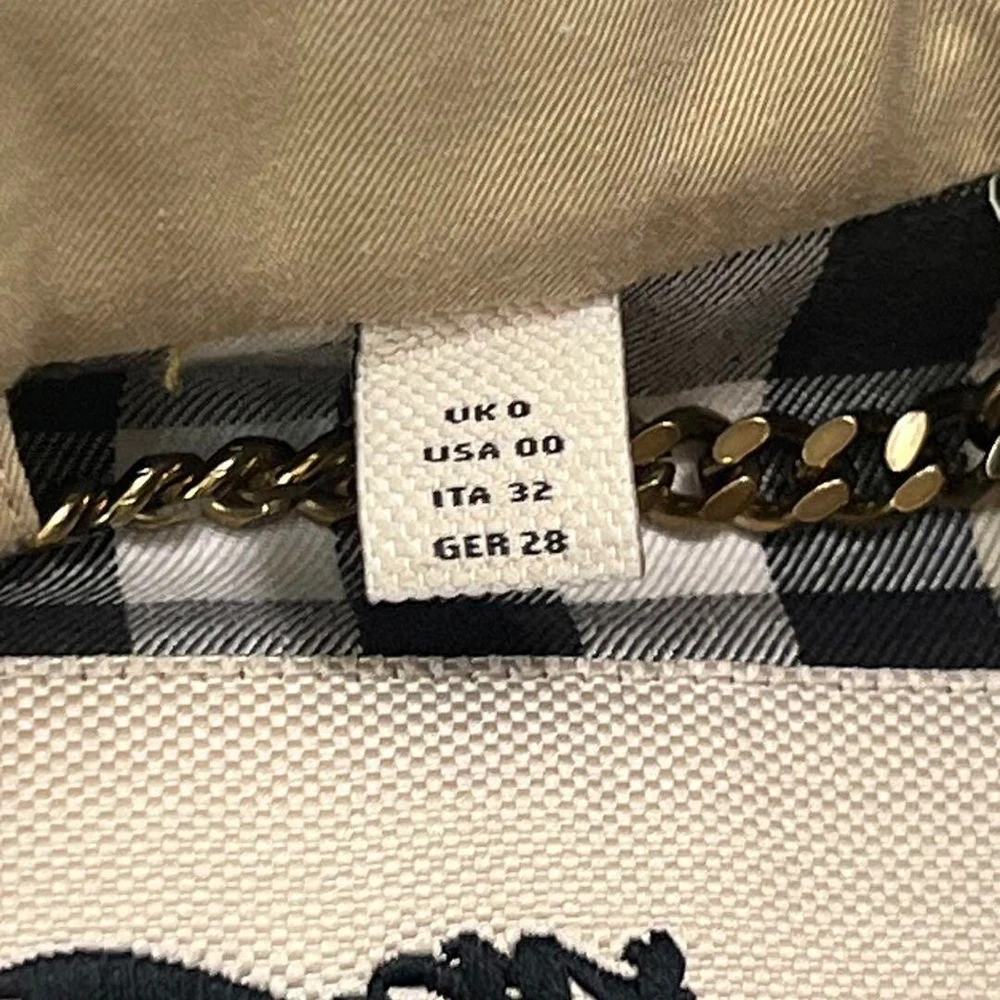 UK 0
USA 00
ITA 32
GER 28